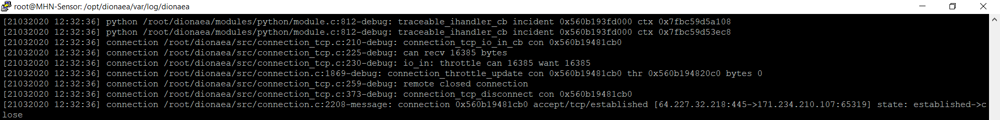 root@MHN-Sensor: /opt/dionaea/var/log/dionaea
[21032020 12:32:36] python /root/dionaea/modules/python/module.c:812-debug: traceable_ihandler_cb incident 0x560b193fd000 ctx 0x7fbc59d5a108
[21032020 12:32:36] python /root/dionaea/modules/python/module.c:812-debug: traceable_ihandler_cb incident 0x560b193fd000 ctx 0x7fbc59d53ec8
[21032020 12:32:36] connection /root/dionaea/src/connection_tcp.c:210-debug: connection_tcp_io_in_cb con 0x560b19481cb0
[21032020 12:32:36] connection /root/dionaea/src/connection_tcp.c:225-debug: can recv 16385 bytes
[21032020 12:32:36] connection /root/dionaea/src/connection_tcp.c:230-debug: io_in: throttle can 16385 want 16385
[21032020 12:32:36] connection /root/dionaea/src/connection.c:1869-debug: connection_throttle_update con 0x560b19481cb0 thr 0x560b194820c0 bytes 0
[21032020 12:32:36] connection /root/dionaea/src/connection_tcp.c:259-debug: remote closed connection
[21032020 12:32:36] connection /root/dionaea/src/connection_tcp.c:373-debug: connection_tcp_disconnect con 0x560b19481cb0
[21032020 12:32:36] connection /root/dionaea/src/connection.c:2208-message: connection 0x560b19481cb0 accept/tcp/established [64.227.32.218:445->171.234.210.107:65319] state: established->c
lose